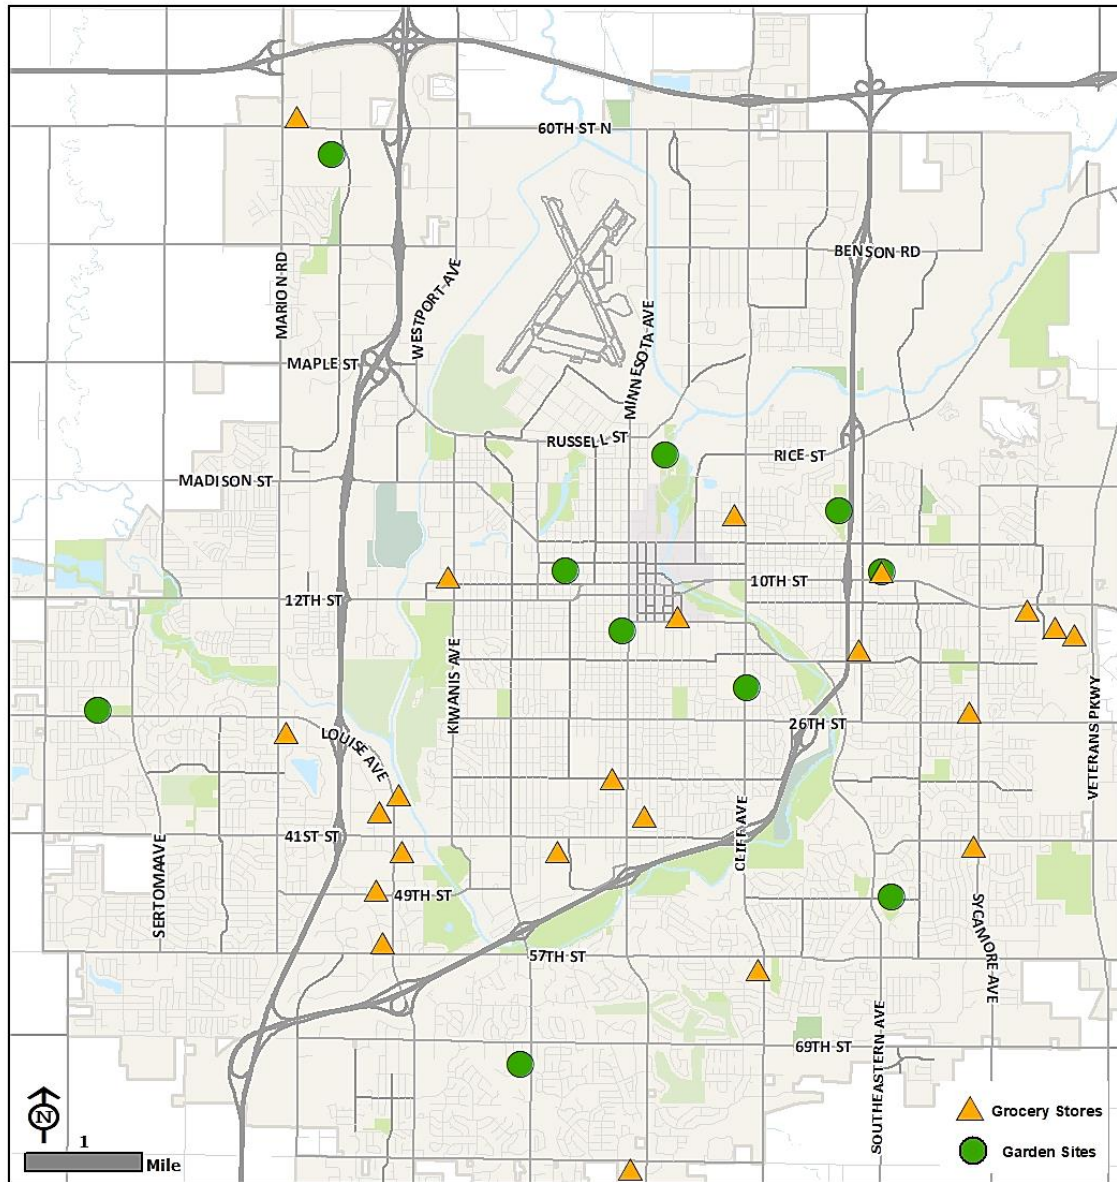 60TH ST N
BENSON RD
MARION RD
WESTPORT AVE
MINNESOTA AVE
MAPLE ST
RUSSELL ST
RICE ST
MADISON ST
10TH ST
12TH ST
KIWANIS AVE
VETERANS PKWY
26TH ST
LOUISE AVE
41ST ST
CLIFF AVE
SERTOMA AVE
49TH ST
SYCAMORE AVE
57TH ST
69TH ST
SOUTHEASTERN AVE
N
Grocery Stores
1
Mile
Garden Sites